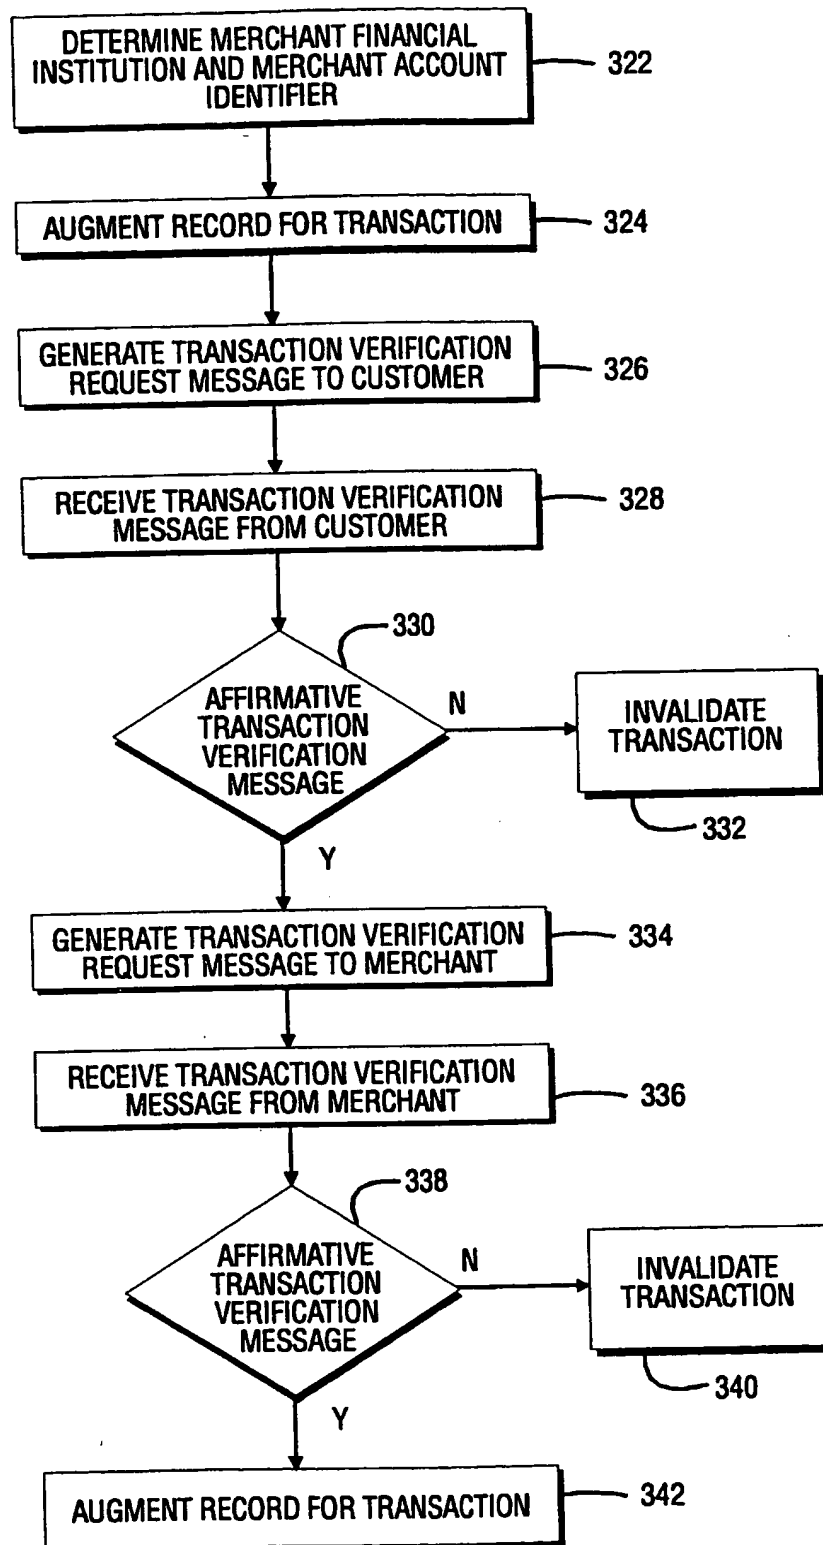 DETERMINE MERCHANT FINANCIAL
INSTITUTION AND MERCHANT ACCOUNT
IDENTIFIER
322
AUGMENT RECORD FOR TRANSACTION
324
GENERATE TRANSACTION VERIFICATION
REQUEST MESSAGE TO CUSTOMER
326
RECEIVE TRANSACTION VERIFICATION
MESSAGE FROM CUSTOMER
328
330
AFFIRMATIVE
TRANSACTION
VERIFICATION
MESSAGE
N
INVALIDATE
TRANSACTION
332
Y
GENERATE TRANSACTION VERIFICATION
REQUEST MESSAGE TO MERCHANT
334
RECEIVE TRANSACTION VERIFICATION
MESSAGE FROM MERCHANT
336
338
AFFIRMATIVE
TRANSACTION
VERIFICATION
MESSAGE
N
INVALIDATE
TRANSACTION
340
Y
AUGMENT RECORD FOR TRANSACTION
342